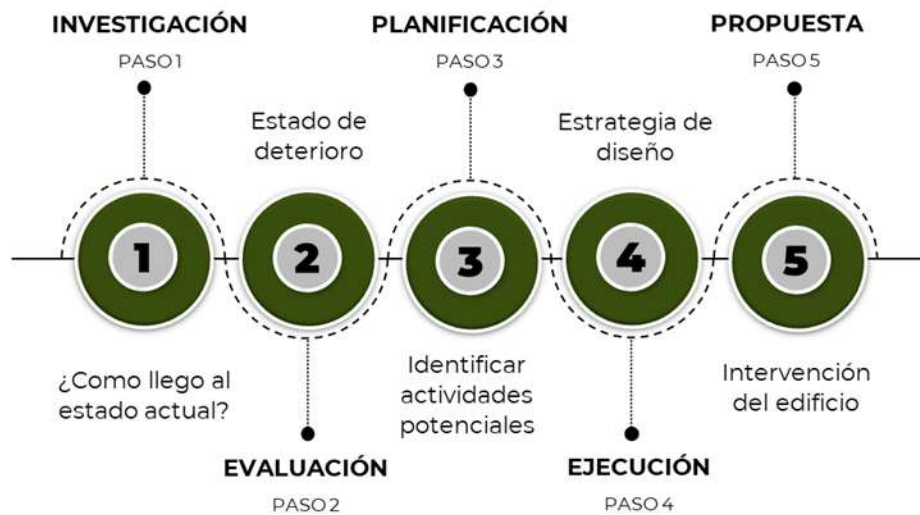 INVESTIGACIÓN
PASO 1
PLANIFICACIÓN
PASO 3
PROPUESTA
PASO 5
Estado de
deterioro
Estrategia de
diseño
1
2
3
4
5
¿Como llego al
estado actual?
Identificar
actividades
potenciales
Intervención
del edificio
EVALUACIÓN
PASO 2
EJECUCIÓN
PASO 4